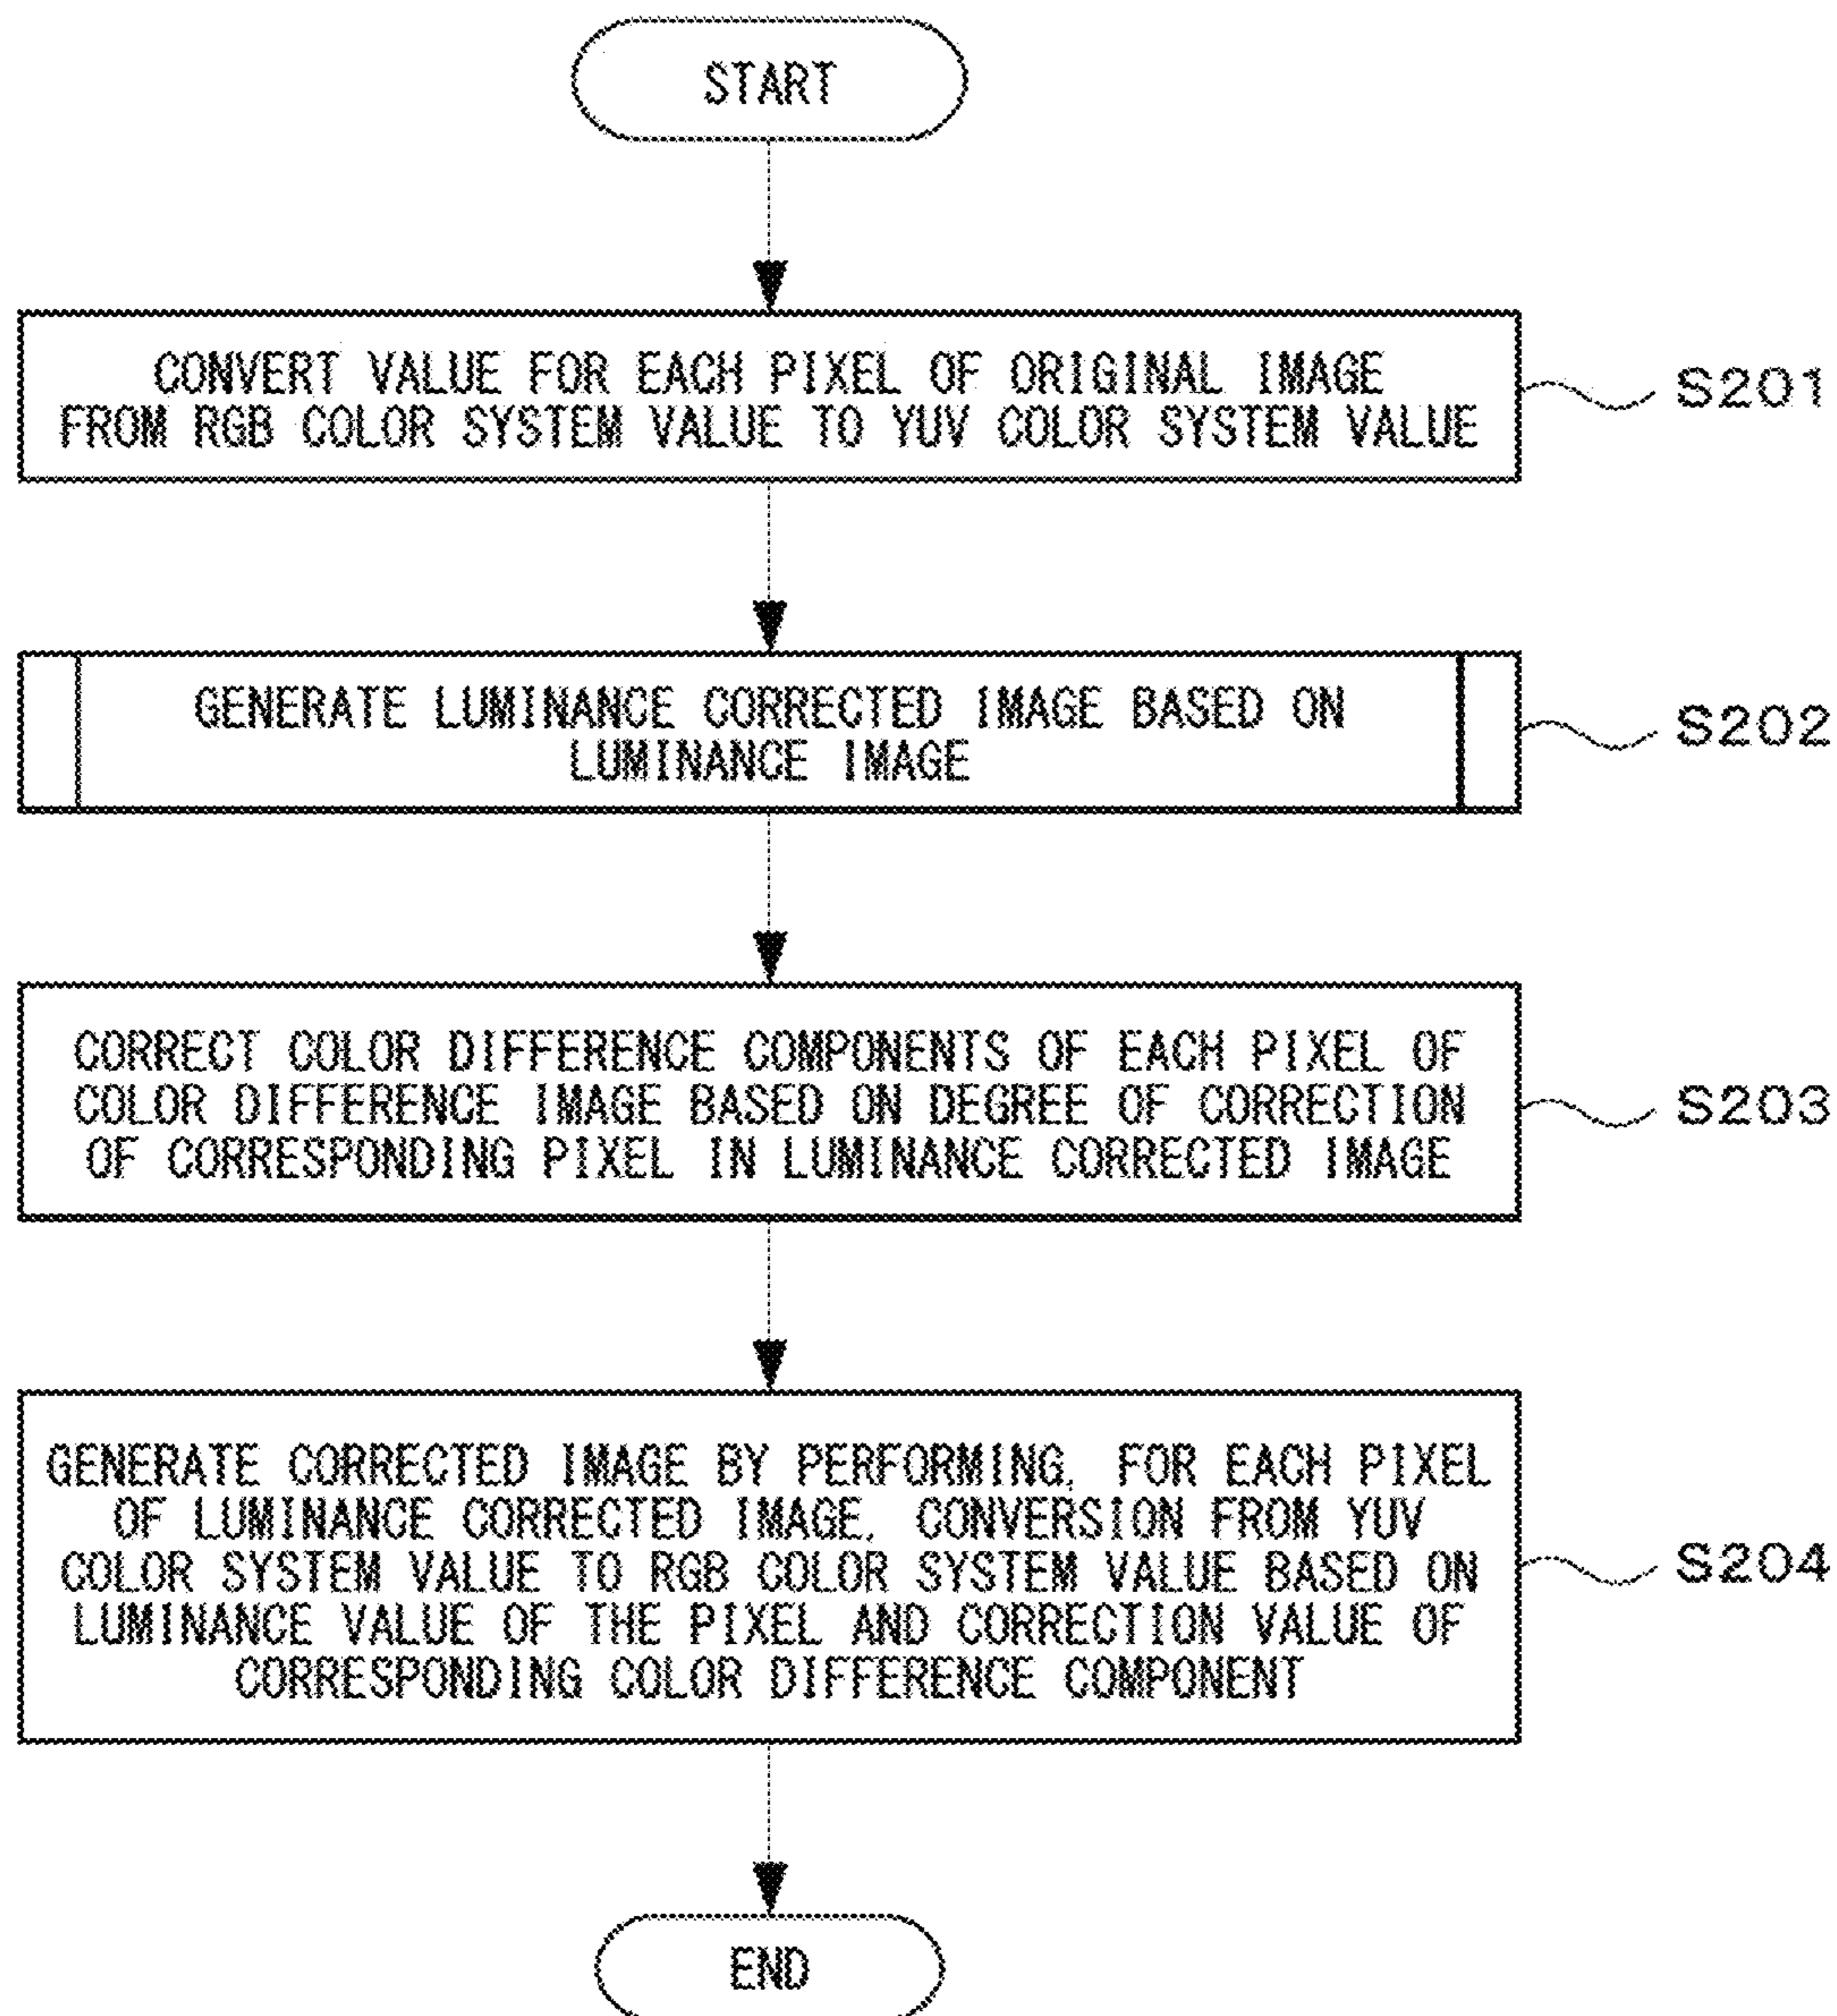 START
CONVERT VALUE FOR EACH PIXEL OF ORIGINAL IMAGE
FROM RGB COLOR SYSTEM VALUE TO YUV COLOR SYSTEM VALUE
S201
GENERATE LUMINANCE CORRECTED IMAGE BASED ON
LUMINANCE IMAGE
S202
CORRECT COLOR DIFFERENCE COMPONENTS OF EACH PIXEL OF
COLOR DIFFERENCE IMAGE BASED ON DEGREE OF CORRECTION
OF CORRESPONDING PIXEL IN LUMINANCE CORRECTED IMAGE
S203
GENERATE CORRECTED IMAGE BY PERFORMING, FOR EACH PIXEL
OF LUMINANCE CORRECTED IMAGE, CONVERSION FROM YUV
COLOR SYSTEM VALUE TO RGB COLOR SYSTEM VALUE BASED ON
LUMINANCE VALUE OF THE PIXEL AND CORRECTION VALUE OF
CORRESPONDING COLOR DIFFERENCE COMPONENT
S204
END